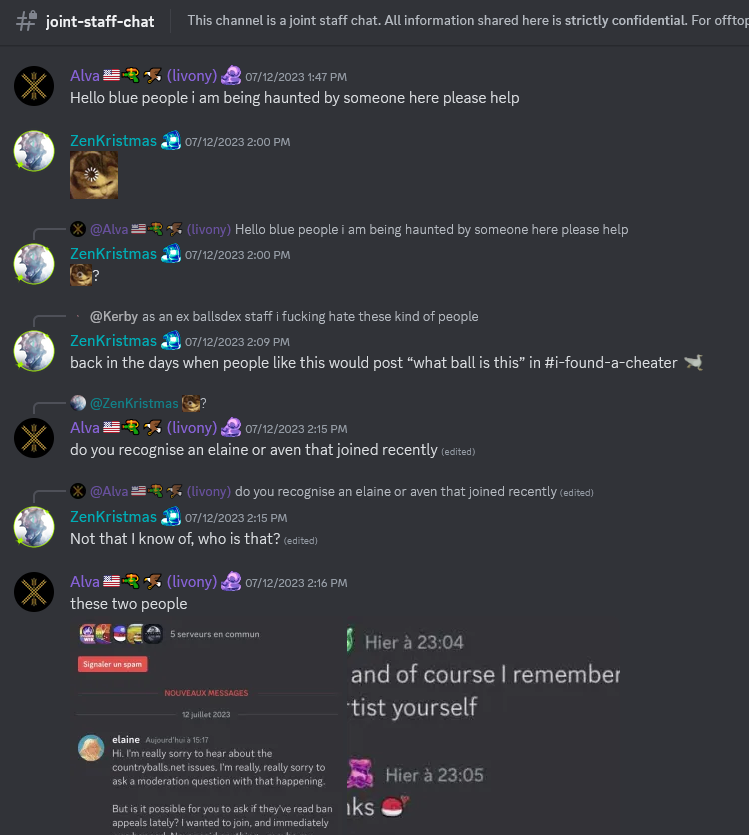 joint-staff-chat
This channel is a joint staff chat. All information shared here is strictly confidential. For offtop
Alva (livony) 07/12/2023 1:47 PM
Hello blue people i am being haunted by someone here please help
ZenKristmas 07/12/2023 2:00 PM
@Alva (livony) Hello blue people i am being haunted by someone here please help
ZenKristmas 07/12/2023 2:00 PM
?
@Kerby as an ex ballsdex staff i fucking hate these kind of people
ZenKristmas 07/12/2023 2:09 PM
back in the days when people like this would post “what ball is this” in #i-found-a-cheater
@ZenKristmas ?
Alva (livony) 07/12/2023 2:15 PM
do you recognise an elaine or aven that joined recently (edited)
@Alva (livony) do you recognise an elaine or aven that joined recently (edited)
ZenKristmas 07/12/2023 2:15 PM
Not that I know of, who is that? (edited)
Alva (livony) 07/12/2023 2:16 PM
these two people
5 serveurs en commun
Signaler un spam
NOUVEAUX MESSAGES
12 juillet 2023
elaine Aujourd'hui à 15:17
Hi. I'm really sorry to hear about the
countryballs.net issues. I'm really, really sorry to
ask a moderation question with that happening.
But is it possible for you to ask if they've read ban
appeals lately? I wanted to join, and immediately
Hier à 23:04
and of course I remember
tist yourself
Hier à 23:05
ks